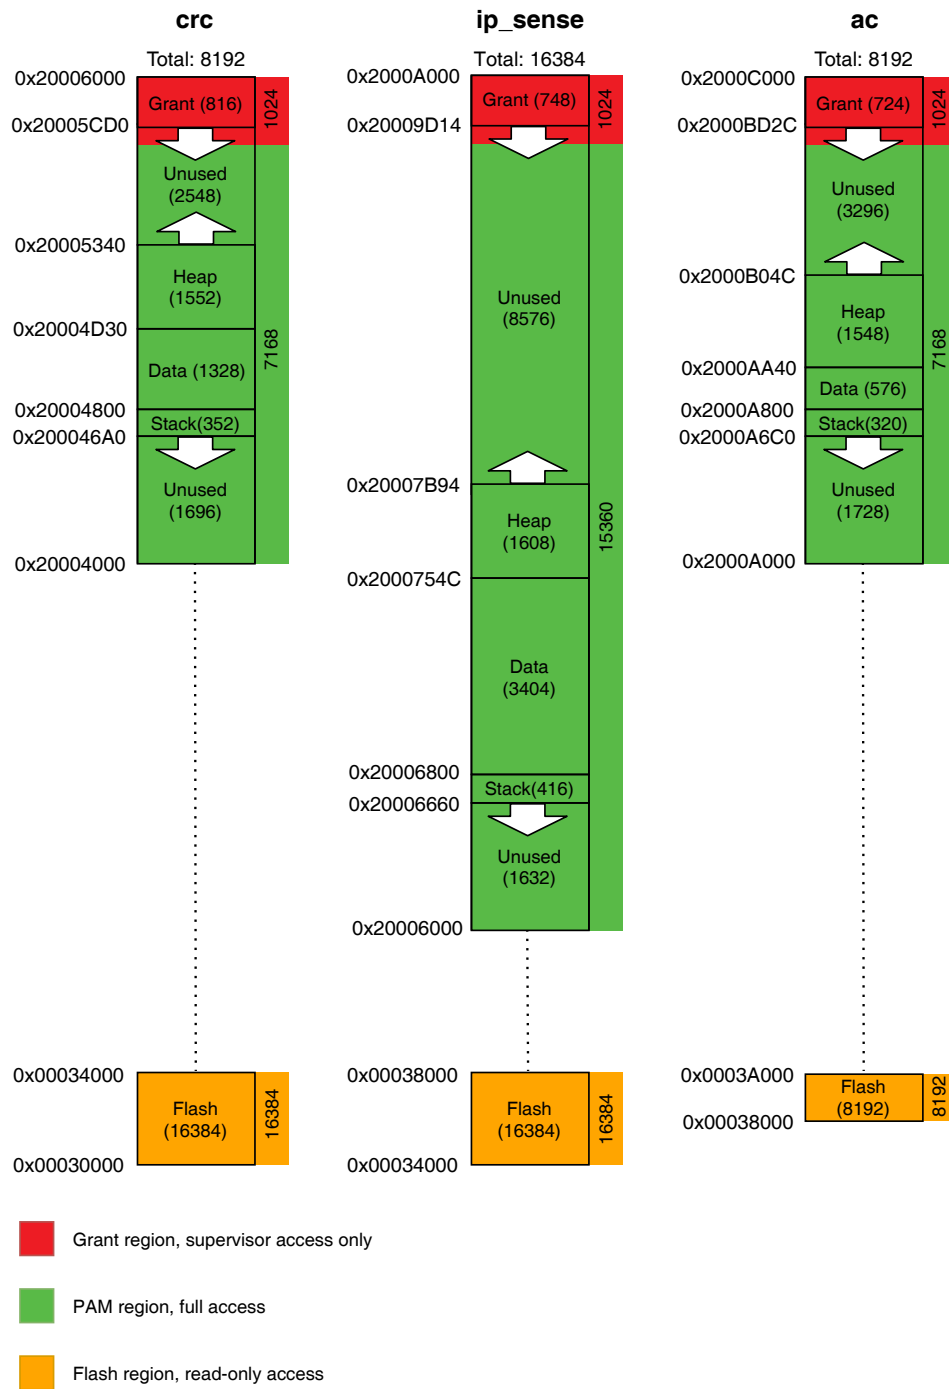 crc
Total: 8192
0x20006000
Grant (816)
1024
0x20005CD0
Unused
(2548)
0x20005340
Heap
(1552)
0x20004D30
7168
Data (1328)
0x20004800
Stack(352)
0x200046A0
Unused
(1696)
0x20004000
0x00034000
Flash
(16384)
16384
0x00030000
ip_sense
Total: 16384
0x2000A000
Grant (748)
1024
0x20009D14
Unused
(8576)
0x20007B94
Heap
(1608)
15360
0x2000754C
Data
(3404)
0x20006800
Stack(416)
0x20006660
Unused
(1632)
0x20006000
0x00038000
Flash
(16384)
16384
0x00034000
ac
Total: 8192
0x2000C000
Grant (724)
1024
0x2000BD2C
Unused
(3296)
0x2000B04C
Heap
(1548)
7168
0x2000AA40
Data (576)
0x2000A800
Stack(320)
0x2000A6C0
Unused
(1728)
0x2000A000
0x0003A000
Flash
(8192)
8192
0x00038000
Grant region, supervisor access only
PAM region, full access
Flash region, read-only access